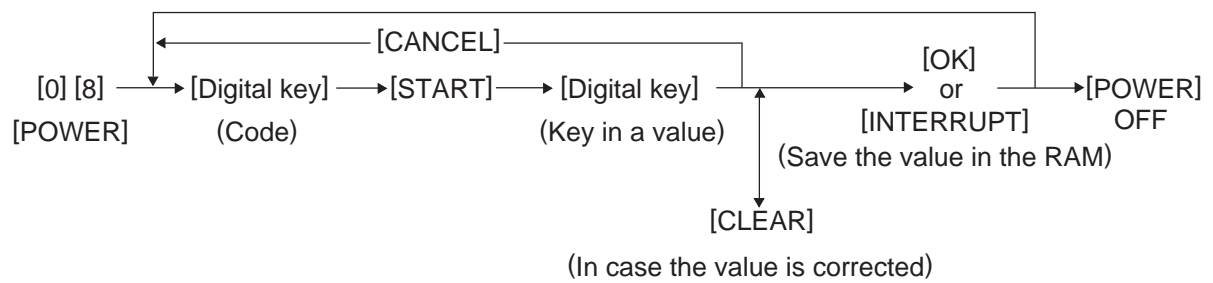 [CANCEL]
[0] [8] [Digital key] [START] [Digital key] [OK] or [INTERRUPT] [POWER] OFF
[POWER] (Code) (Key in a value) (Save the value in the RAM)
[CLEAR]
(In case the value is corrected)